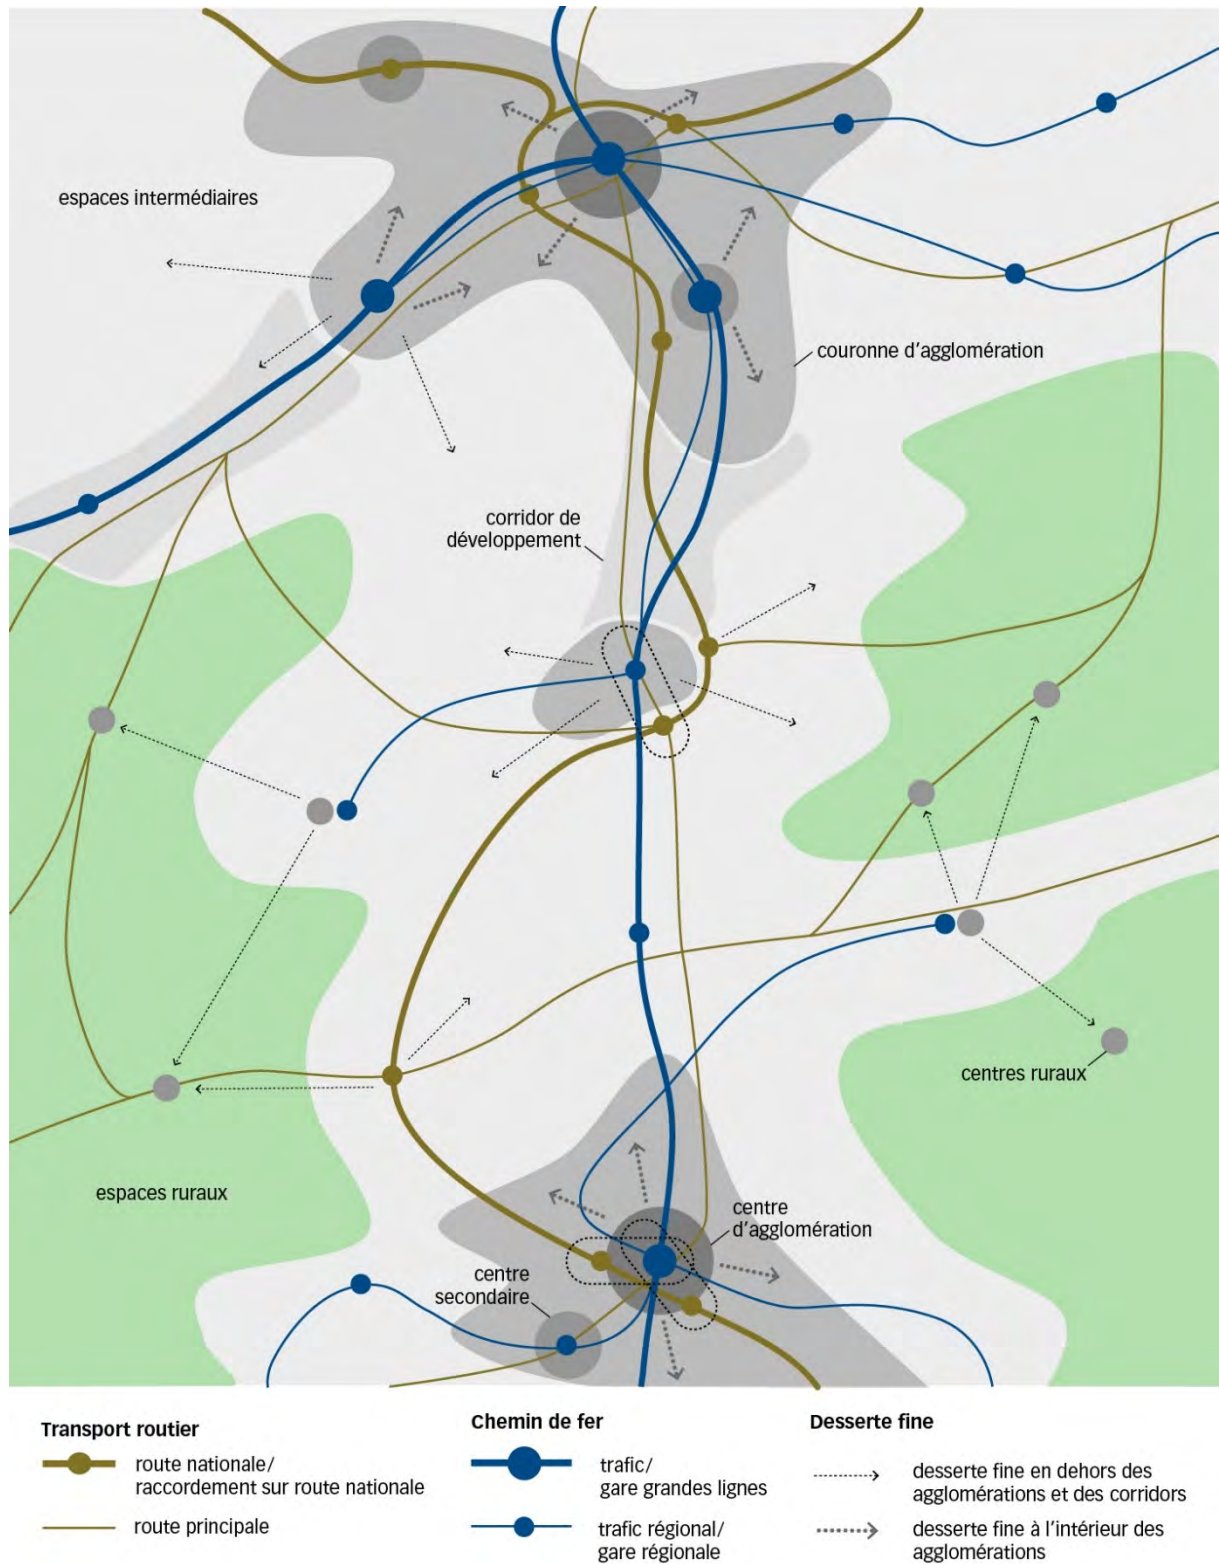 espaces intermédiaires
couronne d'agglomération
corridor de
développement
centres ruraux
espaces ruraux
centre
d'agglomération
centre
secondaire
Transport routier
route nationale/
raccordement sur route nationale
route principale
Chemin de fer
trafic/
gare grandes lignes
trafic régional/
gare régionale
Desserte fine
desserte fine en dehors des
agglomérations et des corridors
desserte fine à l'intérieur des
agglomérations